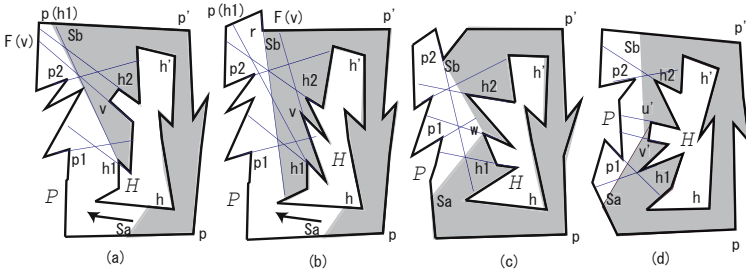 p(h1)
p'
F(v)
Sb
p2
h2
h'
v
p1
h1
H
P
h
Sa
p
(a)
p(h1)
F(v)
p'
r
Sb
p2
h2
h'
v
p1
h1
H
P
h
Sa
p
(b)
p'
p2
Sb
h2
h'
p1
w
P
h1
H
Sa
h
p
(c)
p'
Sb
p2
h2
h'
P
u'
H
v'
p1
h1
Sa
h
p
(d)